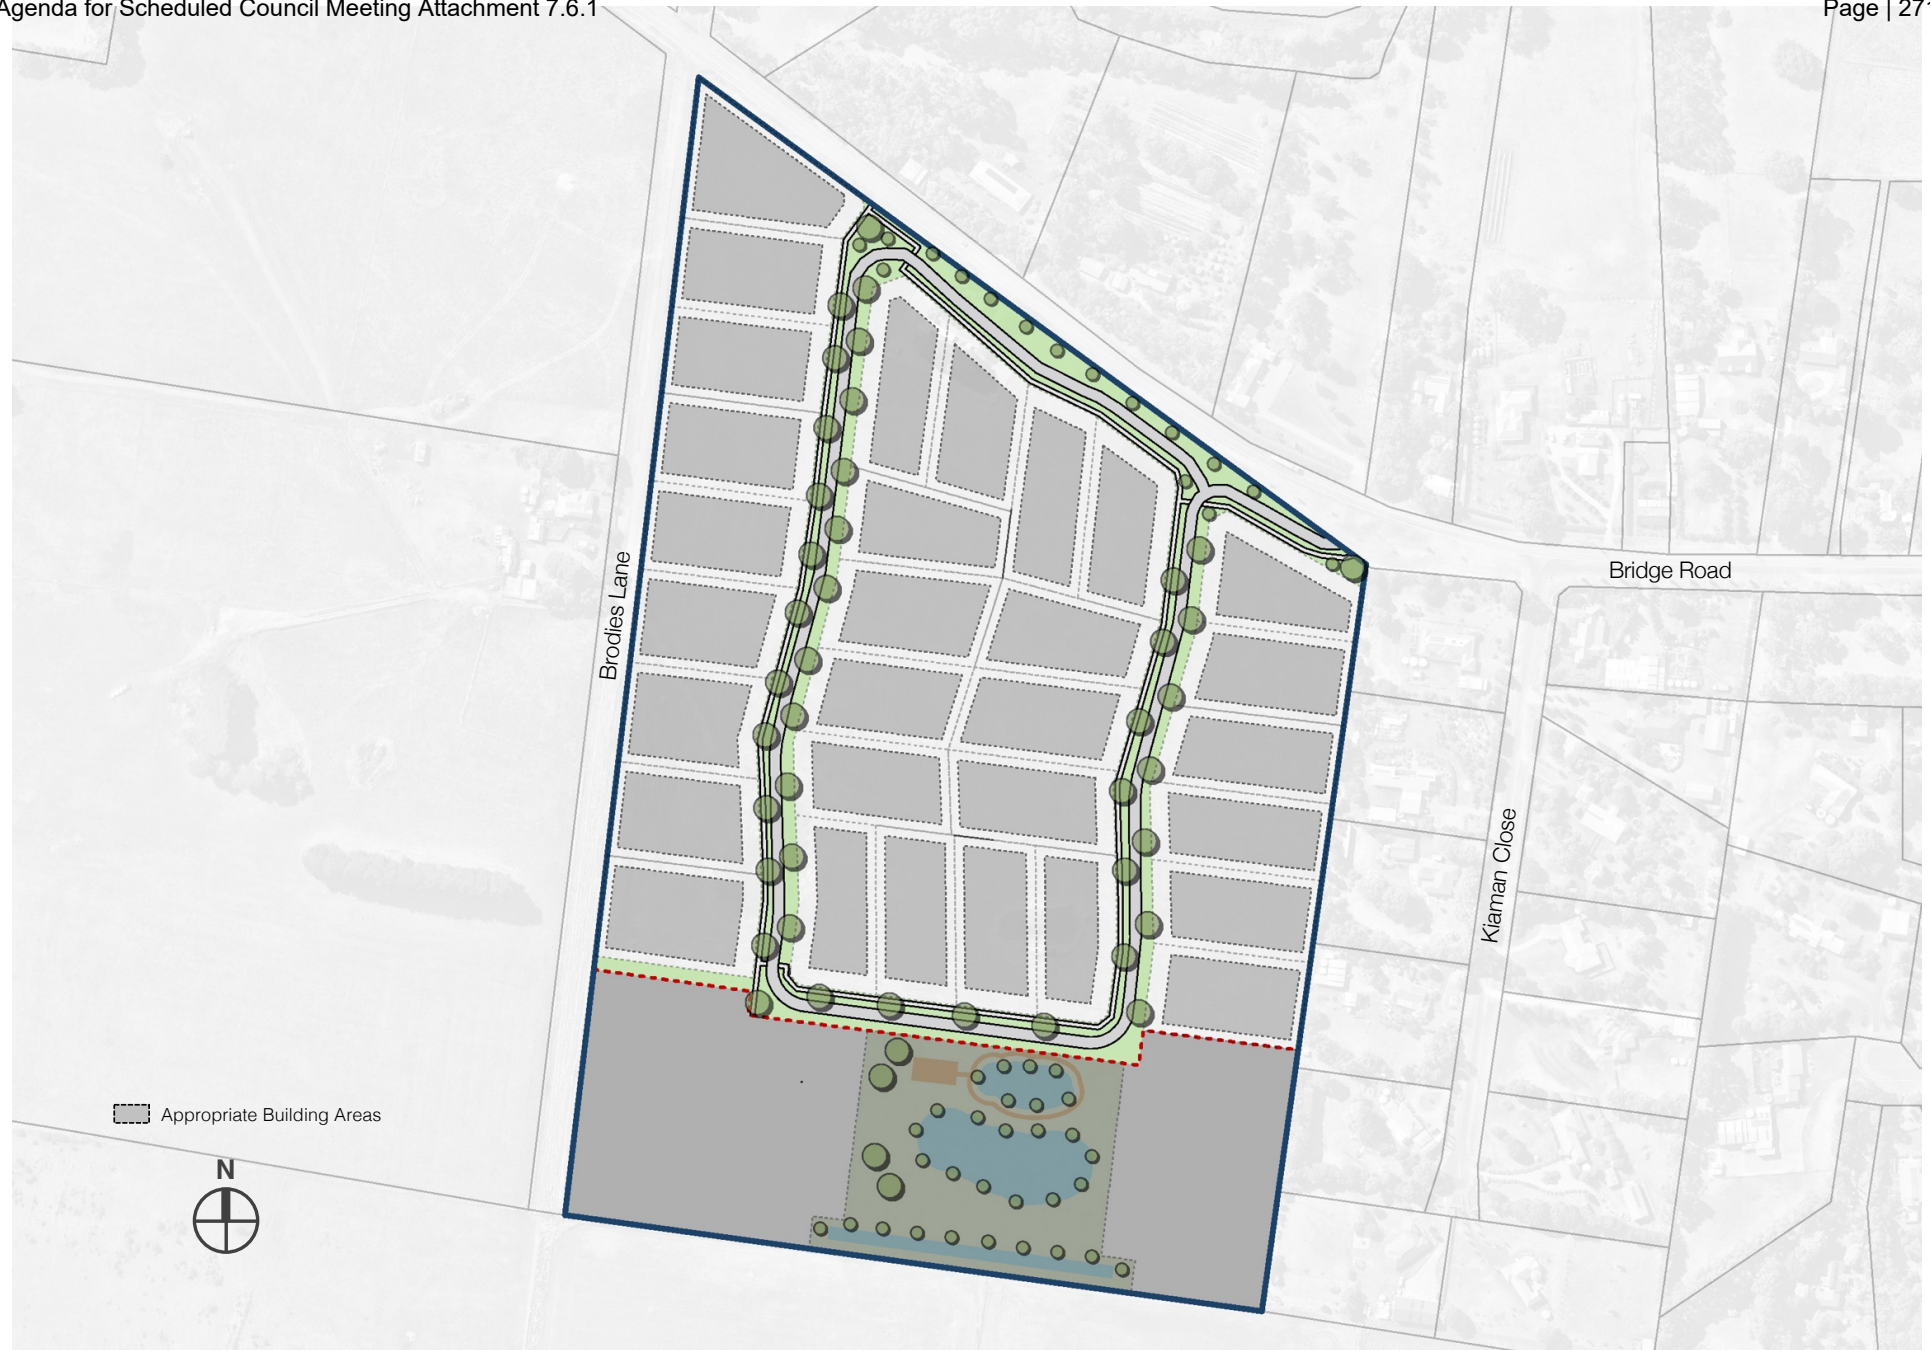 Agenda for Scheduled Council Meeting Attachment 7.6.1
Page | 271
Bridge Road
Brodies Lane
Kiaman Close
Appropriate Building Areas
N